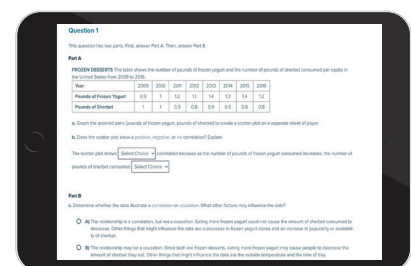 Question 1
This question has two parts. First, answer Part A. Then, answer Part B.
Part A
FROZEN DESSERTS The table shows the number of pounds of frozen yogurt and the number of pounds of sherbet consumed per capita in
the United States from 2009 to 2016.
Year 2009 2010 2011 2012 2013 2014 2015 2016
Pounds of Frozen Yogurt 0.9 1 1.2 1.1 1.4 1.3 1.4 1.2
Pounds of Sherbet 1 1 0.9 0.8 0.9 0.9 0.8 0.8
a. Graph the ordered pairs (pounds of frozen yogurt, pounds of sherbet) to create a scatter plot on a separate sheet of paper.
b. Does the scatter plot show a positive, negative, or no correlation? Explain.
The scatter plot shows Select Choice correlation because as the number of pounds of frozen yogurt consumed increases, the number of
pounds of sherbet consumed Select Choice .
Part B
c. Determine whether the data illustrate a correlation or causation. What other factors may influence the data?
A) The relationship is a correlation, but not a causation. Eating more frozen yogurt could not cause the amount of sherbet consumed to
decrease. Other things that might influence the data are a decrease in frozen yogurt stores and an increase in popularity or availabili-
ty of sherbet.
B) The relationship may be a causation. Since both are frozen desserts, eating more frozen yogurt may cause people to decrease the
amount of sherbet they eat. Other things that might influence the data are the outside temperature and the time of day.